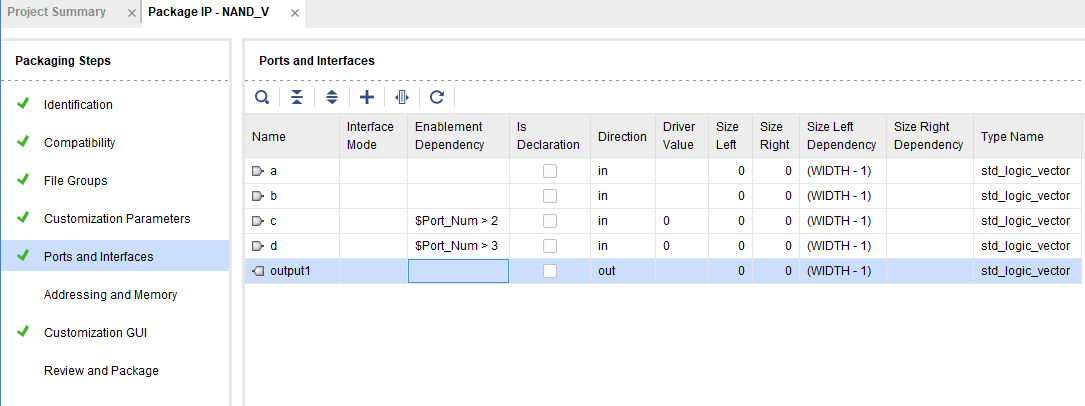 Project Summary × Package IP - NAND_V ×
Packaging Steps
Identification
Compatibility
File Groups
Customization Parameters
Ports and Interfaces
Addressing and Memory
Customization GUI
Review and Package
Ports and Interfaces
Name Interface Mode Enablement Dependency Is Declaration Direction Driver Value Size Left Size Right Size Left Dependency Size Right Dependency Type Name
a in 0 0 (WIDTH - 1) std_logic_vector
b in 0 0 (WIDTH - 1) std_logic_vector
c $Port_Num > 2 in 0 0 0 (WIDTH - 1) std_logic_vector
d $Port_Num > 3 in 0 0 0 (WIDTH - 1) std_logic_vector
output1 out 0 0 (WIDTH - 1) std_logic_vector